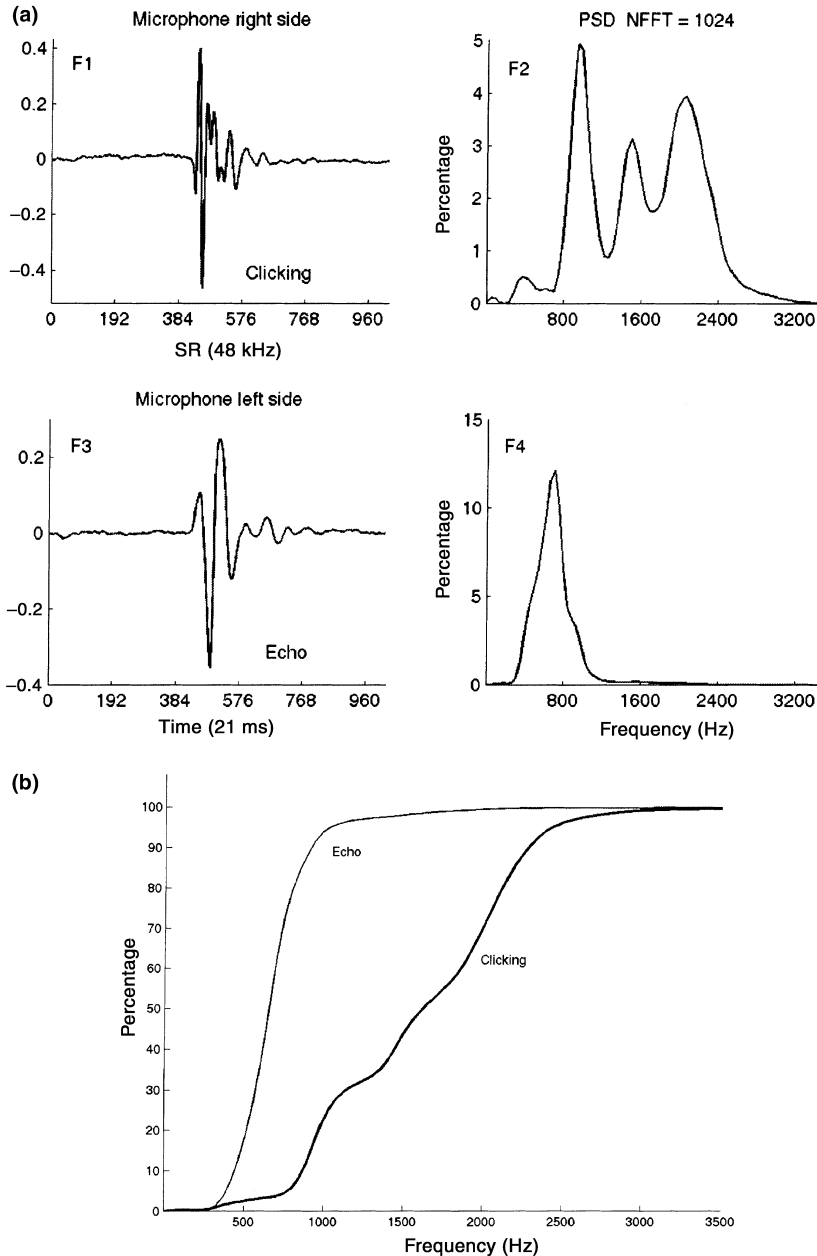 (a)
Microphone right side
PSD NFFT = 1024
F1
0.4
0.2
0
−0.2
−0.4
Clicking
0 192 384 576 768 960
SR (48 kHz)
F2
Percentage
5
4
3
2
1
0
800 1600 2400 3200
Microphone left side
F3
0.2
0
−0.2
−0.4
Echo
0 192 384 576 768 960
Time (21 ms)
F4
Percentage
15
10
5
0
800 1600 2400 3200
Frequency (Hz)
(b)
Percentage
100
90
80
70
60
50
40
30
20
10
0
Echo
Clicking
500 1000 1500 2000 2500 3000 3500
Frequency (Hz)